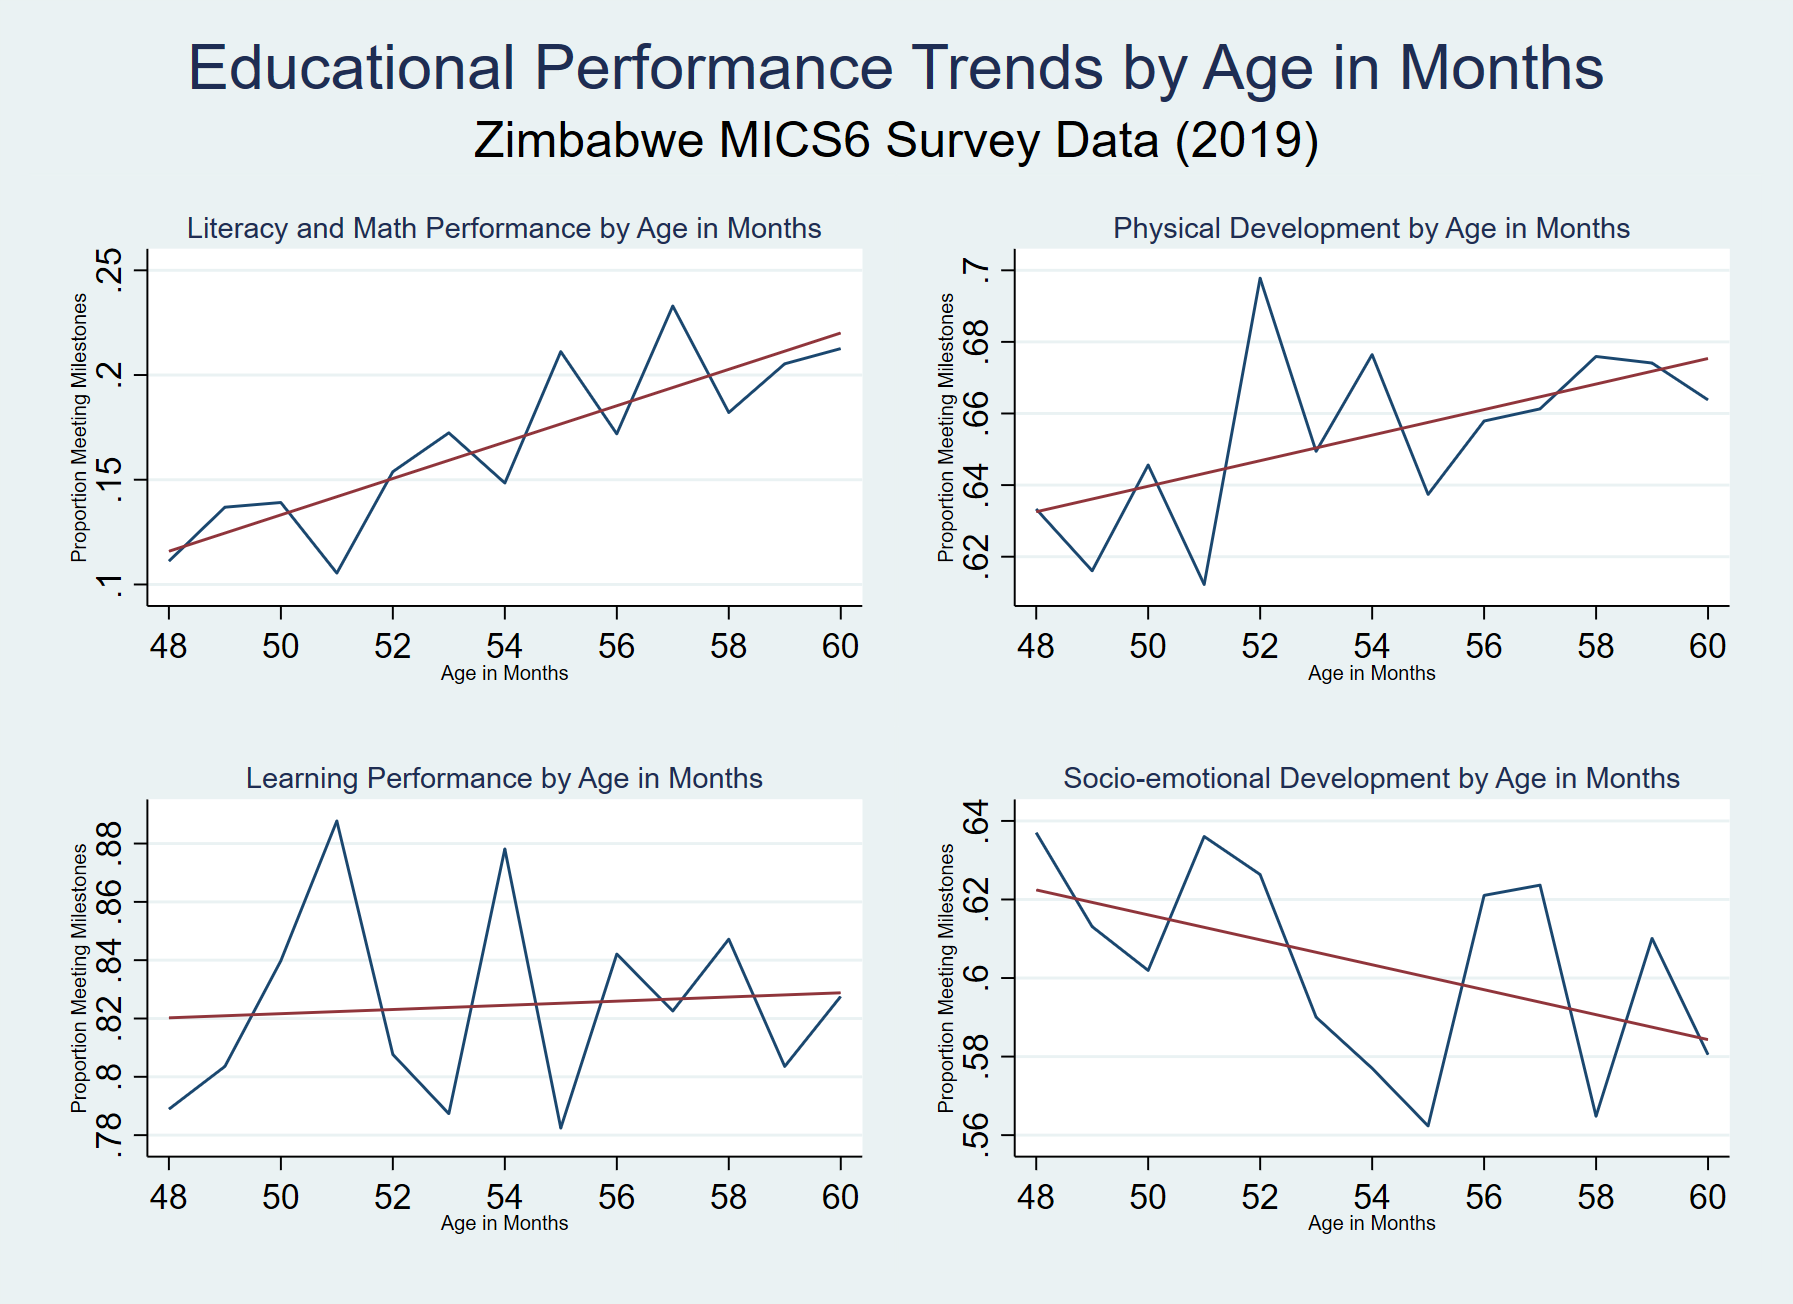 Educational Performance Trends by Age in Months
Zimbabwe MICS6 Survey Data (2019)
Literacy and Math Performance by Age in Months
Proportion Meeting Milestones
.25
.2
.15
.1
48 50 52 54 56 58 60
Age in Months
Physical Development by Age in Months
Proportion Meeting Milestones
.7
.68
.66
.64
.62
48 50 52 54 56 58 60
Age in Months
Learning Performance by Age in Months
Proportion Meeting Milestones
.88
.86
.84
.82
.8
.78
48 50 52 54 56 58 60
Age in Months
Socio-emotional Development by Age in Months
Proportion Meeting Milestones
.64
.62
.6
.58
.56
48 50 52 54 56 58 60
Age in Months